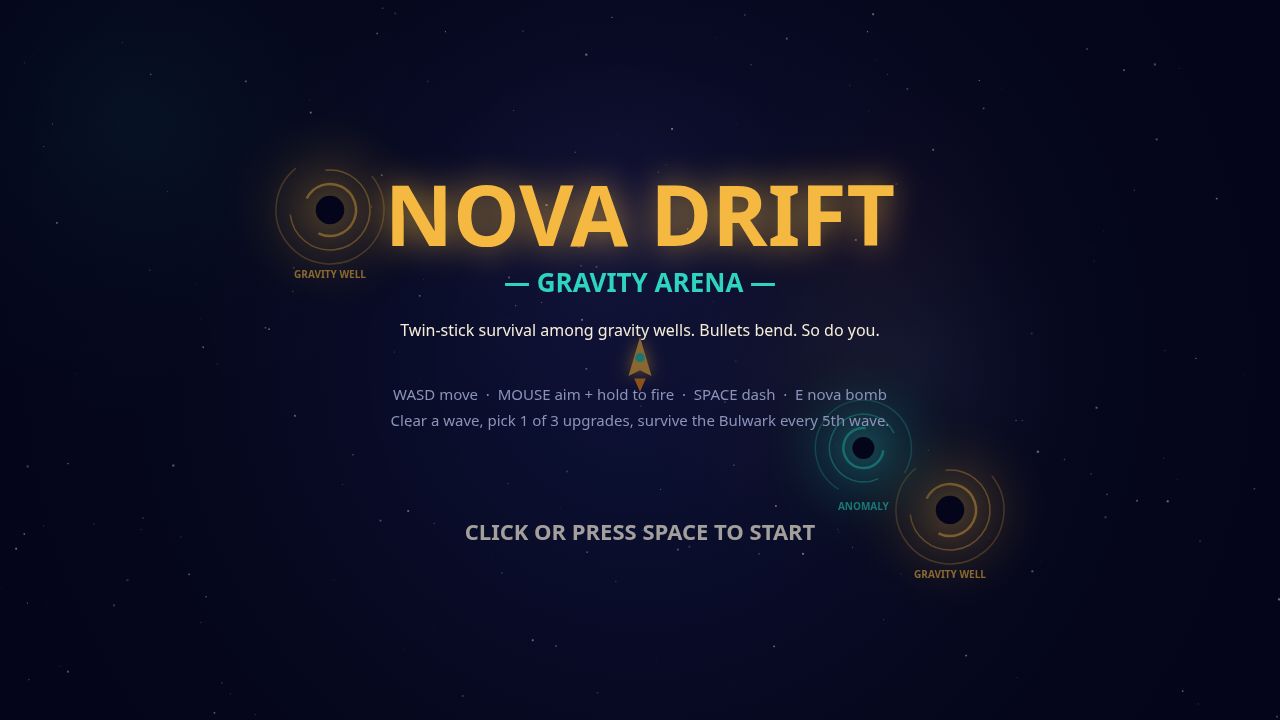 NOVA DRIFT
GRAVITY WELL
— GRAVITY ARENA —
Twin-stick survival among gravity wells. Bullets bend. So do you.
WASD move · MOUSE aim + hold to fire · SPACE dash · E nova bomb
Clear a wave, pick 1 of 3 upgrades, survive the Bulwark every 5th wave.
ANOMALY
CLICK OR PRESS SPACE TO START
GRAVITY WELL